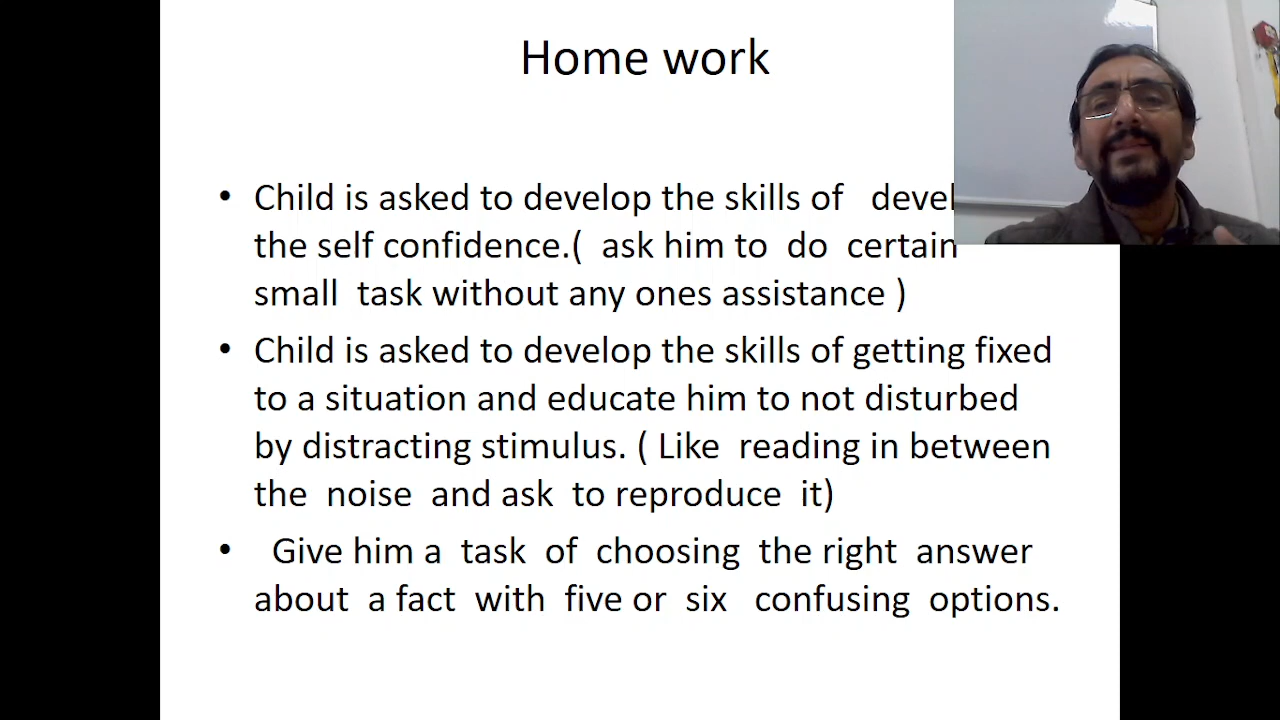 Home work
• Child is asked to develop the skills of
the self confidence.( ask him to do certain
small task without any ones assistance )
• Child is asked to develop the skills of getting fixed
to a situation and educate him to not disturbed
by distracting stimulus. ( Like reading in between
the noise and ask to reproduce it)
• Give him a task of choosing the right answer
about a fact with five or six confusing options.